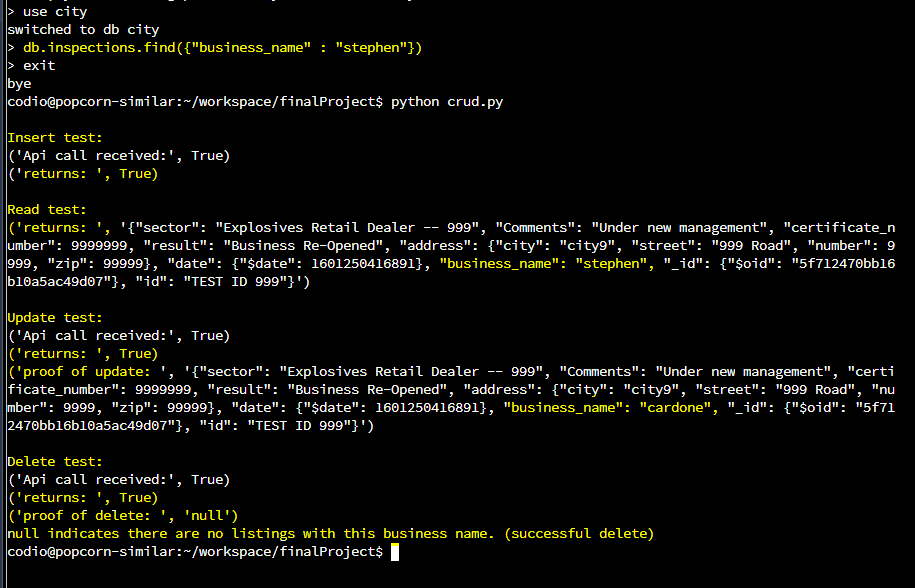 > use city
switched to db city
> db.inspections.find({"business_name" : "stephen"})
> exit
bye
codio@popcorn-similar:~/workspace/finalProject$ python crud.py
Insert test:
('Api call received:', True)
('returns: ', True)
Read test:
('returns: ', '{"sector": "Explosives Retail Dealer -- 999", "Comments": "Under new management", "certificate_n
umber": 9999999, "result": "Business Re-Opened", "address": {"city": "city9", "street": "999 Road", "number": 9
999, "zip": 99999}, "date": {"$date": 1601250416891}, "business_name": "stephen", "_id": {"$oid": "5f712470bb16
b10a5ac49d07"}, "id": "TEST ID 999"}')
Update test:
('Api call received:', True)
('returns: ', True)
('proof of update: ', '{"sector": "Explosives Retail Dealer -- 999", "Comments": "Under new management", "certi
ficate_number": 9999999, "result": "Business Re-Opened", "address": {"city": "city9", "street": "999 Road", "nu
mber": 9999, "zip": 99999}, "date": {"$date": 1601250416891}, "business_name": "cardone", "_id": {"$oid": "5f71
2470bb16b10a5ac49d07"}, "id": "TEST ID 999"}')
Delete test:
('Api call received:', True)
('returns: ', True)
('proof of delete: ', 'null')
null indicates there are no listings with this business name. (successful delete)
codio@popcorn-similar:~/workspace/finalProject$